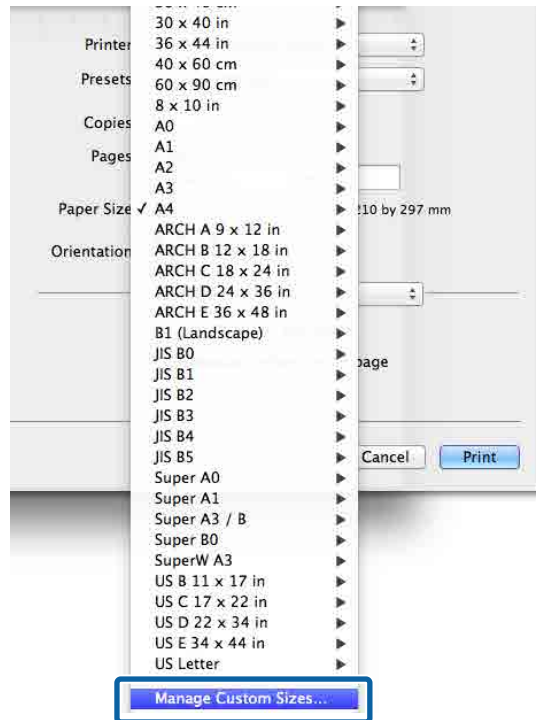 30 x 40 in
Printer 36 x 44 in
40 x 60 cm
Presets 60 x 90 cm
8 x 10 in
Copies A0
A1
Pages A2
A3
Paper Size ✓ A4 210 by 297 mm
ARCH A 9 x 12 in
Orientation ARCH B 12 x 18 in
ARCH C 18 x 24 in
ARCH D 24 x 36 in
ARCH E 36 x 48 in
B1 (Landscape)
JIS B0
JIS B1 page
JIS B2
JIS B3
JIS B4
JIS B5 Cancel Print
Super A0
Super A1
Super A3 / B
Super B0
SuperW A3
US B 11 x 17 in
US C 17 x 22 in
US D 22 x 34 in
US E 34 x 44 in
US Letter
Manage Custom Sizes...